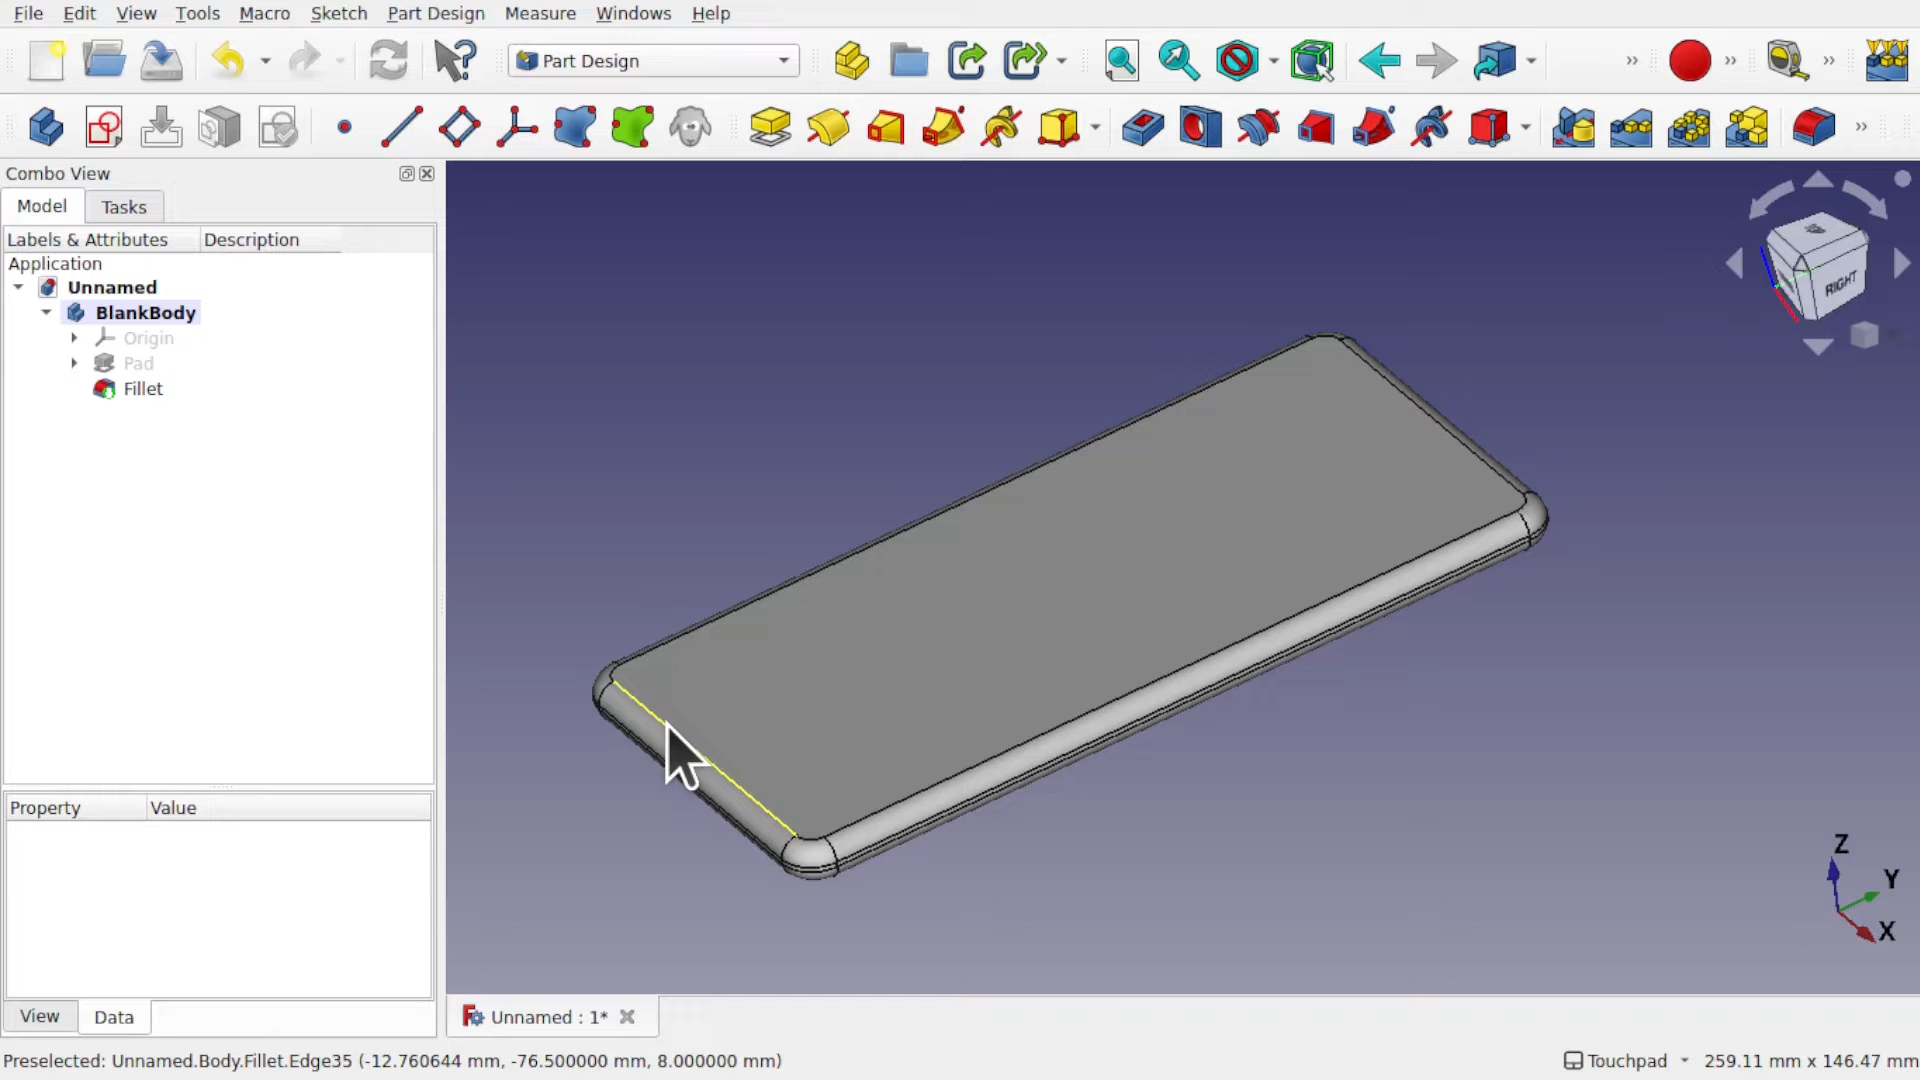 File Edit View Tools Macro Sketch Part Design Measure Windows Help
Part Design
Combo View
Model Tasks
Labels & Attributes Description
Application
Unnamed
BlankBody
Origin
Pad
Fillet
RIGHT
Property Value
Z
Y
X
View Data
Unnamed : 1*
Preselected: Unnamed.Body.Fillet.Edge35 (-12.760644 mm, -76.500000 mm, 8.000000 mm)
Touchpad 259.11 mm x 146.47 mm